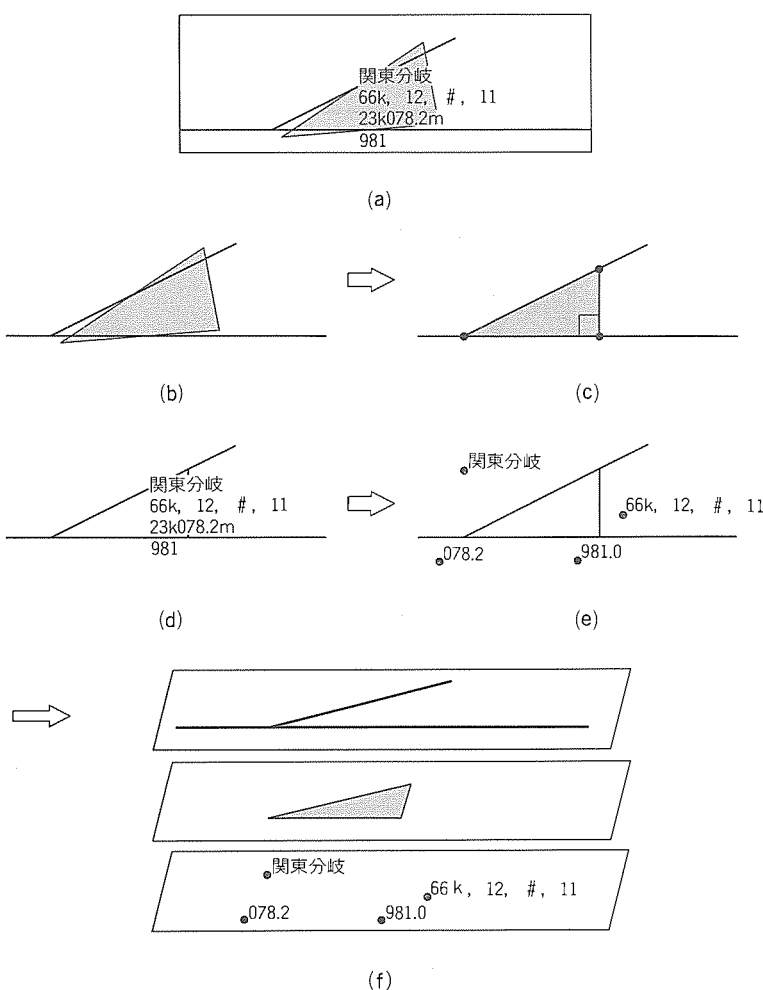 関東分岐
66k, 12, #, 11
23k078.2m
981
(a)
(b)
(c)
関東分岐
66k, 12, #, 11
23k078.2m
981
(d)
関東分岐
66k, 12, #, 11
078.2
981.0
(e)
関東分岐
66k, 12, #, 11
078.2
981.0
(f)